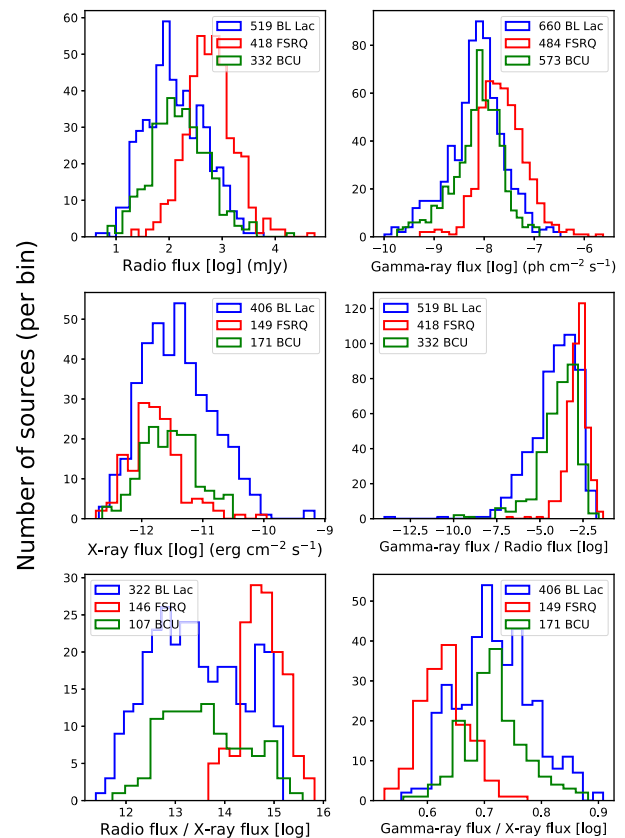 519 BL Lac
418 FSRQ
332 BCU
60
50
40
30
20
10
0
1
2
3
4
Radio flux [log] (mJy)
660 BL Lac
484 FSRQ
573 BCU
80
60
40
20
0
−10
−9
−8
−7
−6
Gamma-ray flux [log] (ph cm⁻² s⁻¹)
Number of sources (per bin)
406 BL Lac
149 FSRQ
171 BCU
50
40
30
20
10
0
−12
−11
−10
−9
X-ray flux [log] (erg cm⁻² s⁻¹)
519 BL Lac
418 FSRQ
332 BCU
120
100
80
60
40
20
0
−12.5
−10.0
−7.5
−5.0
−2.5
Gamma-ray flux / Radio flux [log]
322 BL Lac
146 FSRQ
107 BCU
30
25
20
15
10
5
0
12
13
14
15
16
Radio flux / X-ray flux [log]
406 BL Lac
149 FSRQ
171 BCU
50
40
30
20
10
0
0.6
0.7
0.8
0.9
Gamma-ray flux / X-ray flux [log]